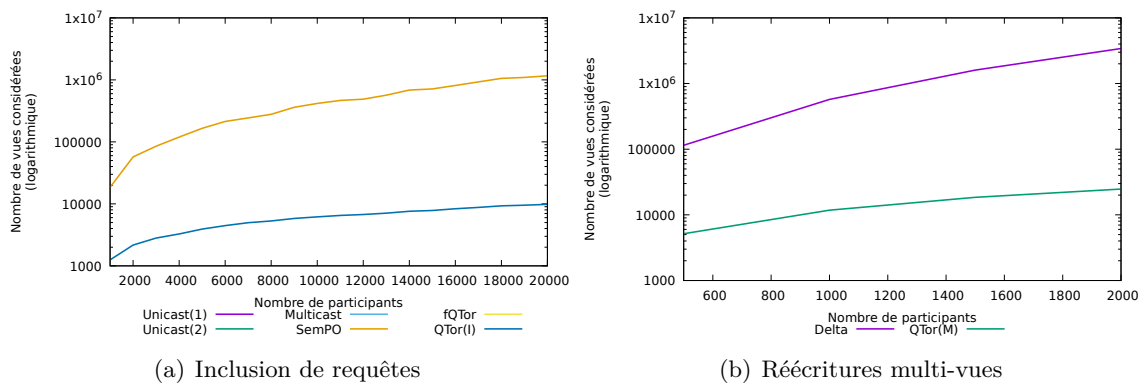 1x10^7
1x10^6
100000
10000
1000
Nombre de vues considérées
(logarithmique)
2000 4000 6000 8000 10000 12000 14000 16000 18000 20000
Nombre de participants
Unicast(1) Multicast fQTor
Unicast(2) SemPO QTor(I)
(a) Inclusion de requêtes
1x10^7
1x10^6
100000
10000
1000
Nombre de vues considérées
(logarithmique)
600 800 1000 1200 1400 1600 1800 2000
Nombre de participants
Delta QTor(M)
(b) Réécritures multi-vues